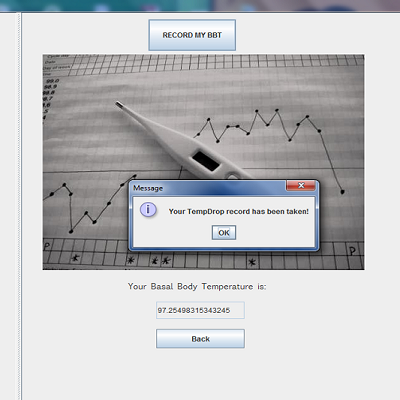 RECORD MY BBT
Message
Your TempDrop record has been taken!
OK
Your Basal Body Temperature is:
97.25498315343245
Back